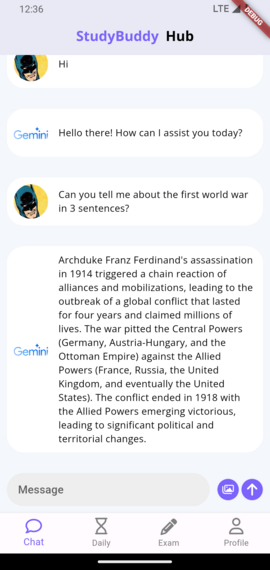 12:36
LTE
DEBUG
StudyBuddy Hub
Hi
Gemini
Hello there! How can I assist you today?
Can you tell me about the first world war
in 3 sentences?
Archduke Franz Ferdinand's assassination
in 1914 triggered a chain reaction of
alliances and mobilizations, leading to the
outbreak of a global conflict that lasted
for four years and claimed millions of
lives. The war pitted the Central Powers
(Germany, Austria-Hungary, and the
Gemini
Ottoman Empire) against the Allied
Powers (France, Russia, the United
Kingdom, and eventually the United
States). The conflict ended in 1918 with
the Allied Powers emerging victorious,
leading to significant political and
territorial changes.
Message
Chat
Daily
Exam
Profile